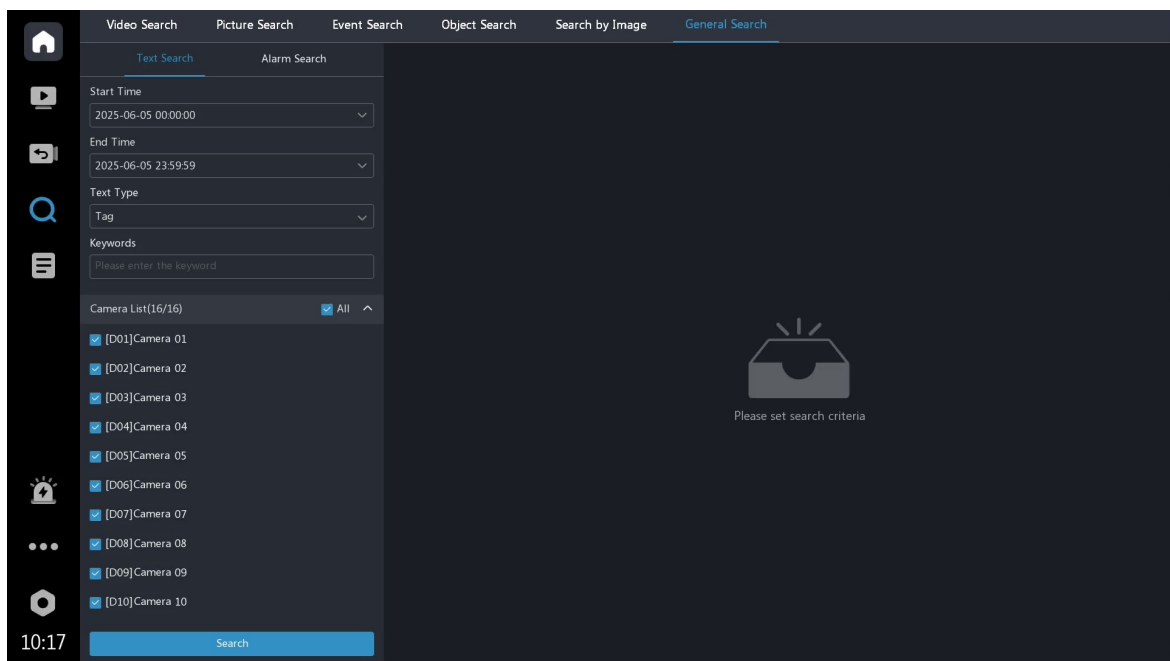 Video Search Picture Search Event Search Object Search Search by Image General Search
Text Search Alarm Search
Start Time
2025-06-05 00:00:00
End Time
2025-06-05 23:59:59
Text Type
Tag
Keywords
Please enter the keyword
Camera List(16/16) All
[D01]Camera 01
[D02]Camera 02
[D03]Camera 03
[D04]Camera 04
[D05]Camera 05
[D06]Camera 06
[D07]Camera 07
[D08]Camera 08
[D09]Camera 09
[D10]Camera 10
Search
10:17
Please set search criteria